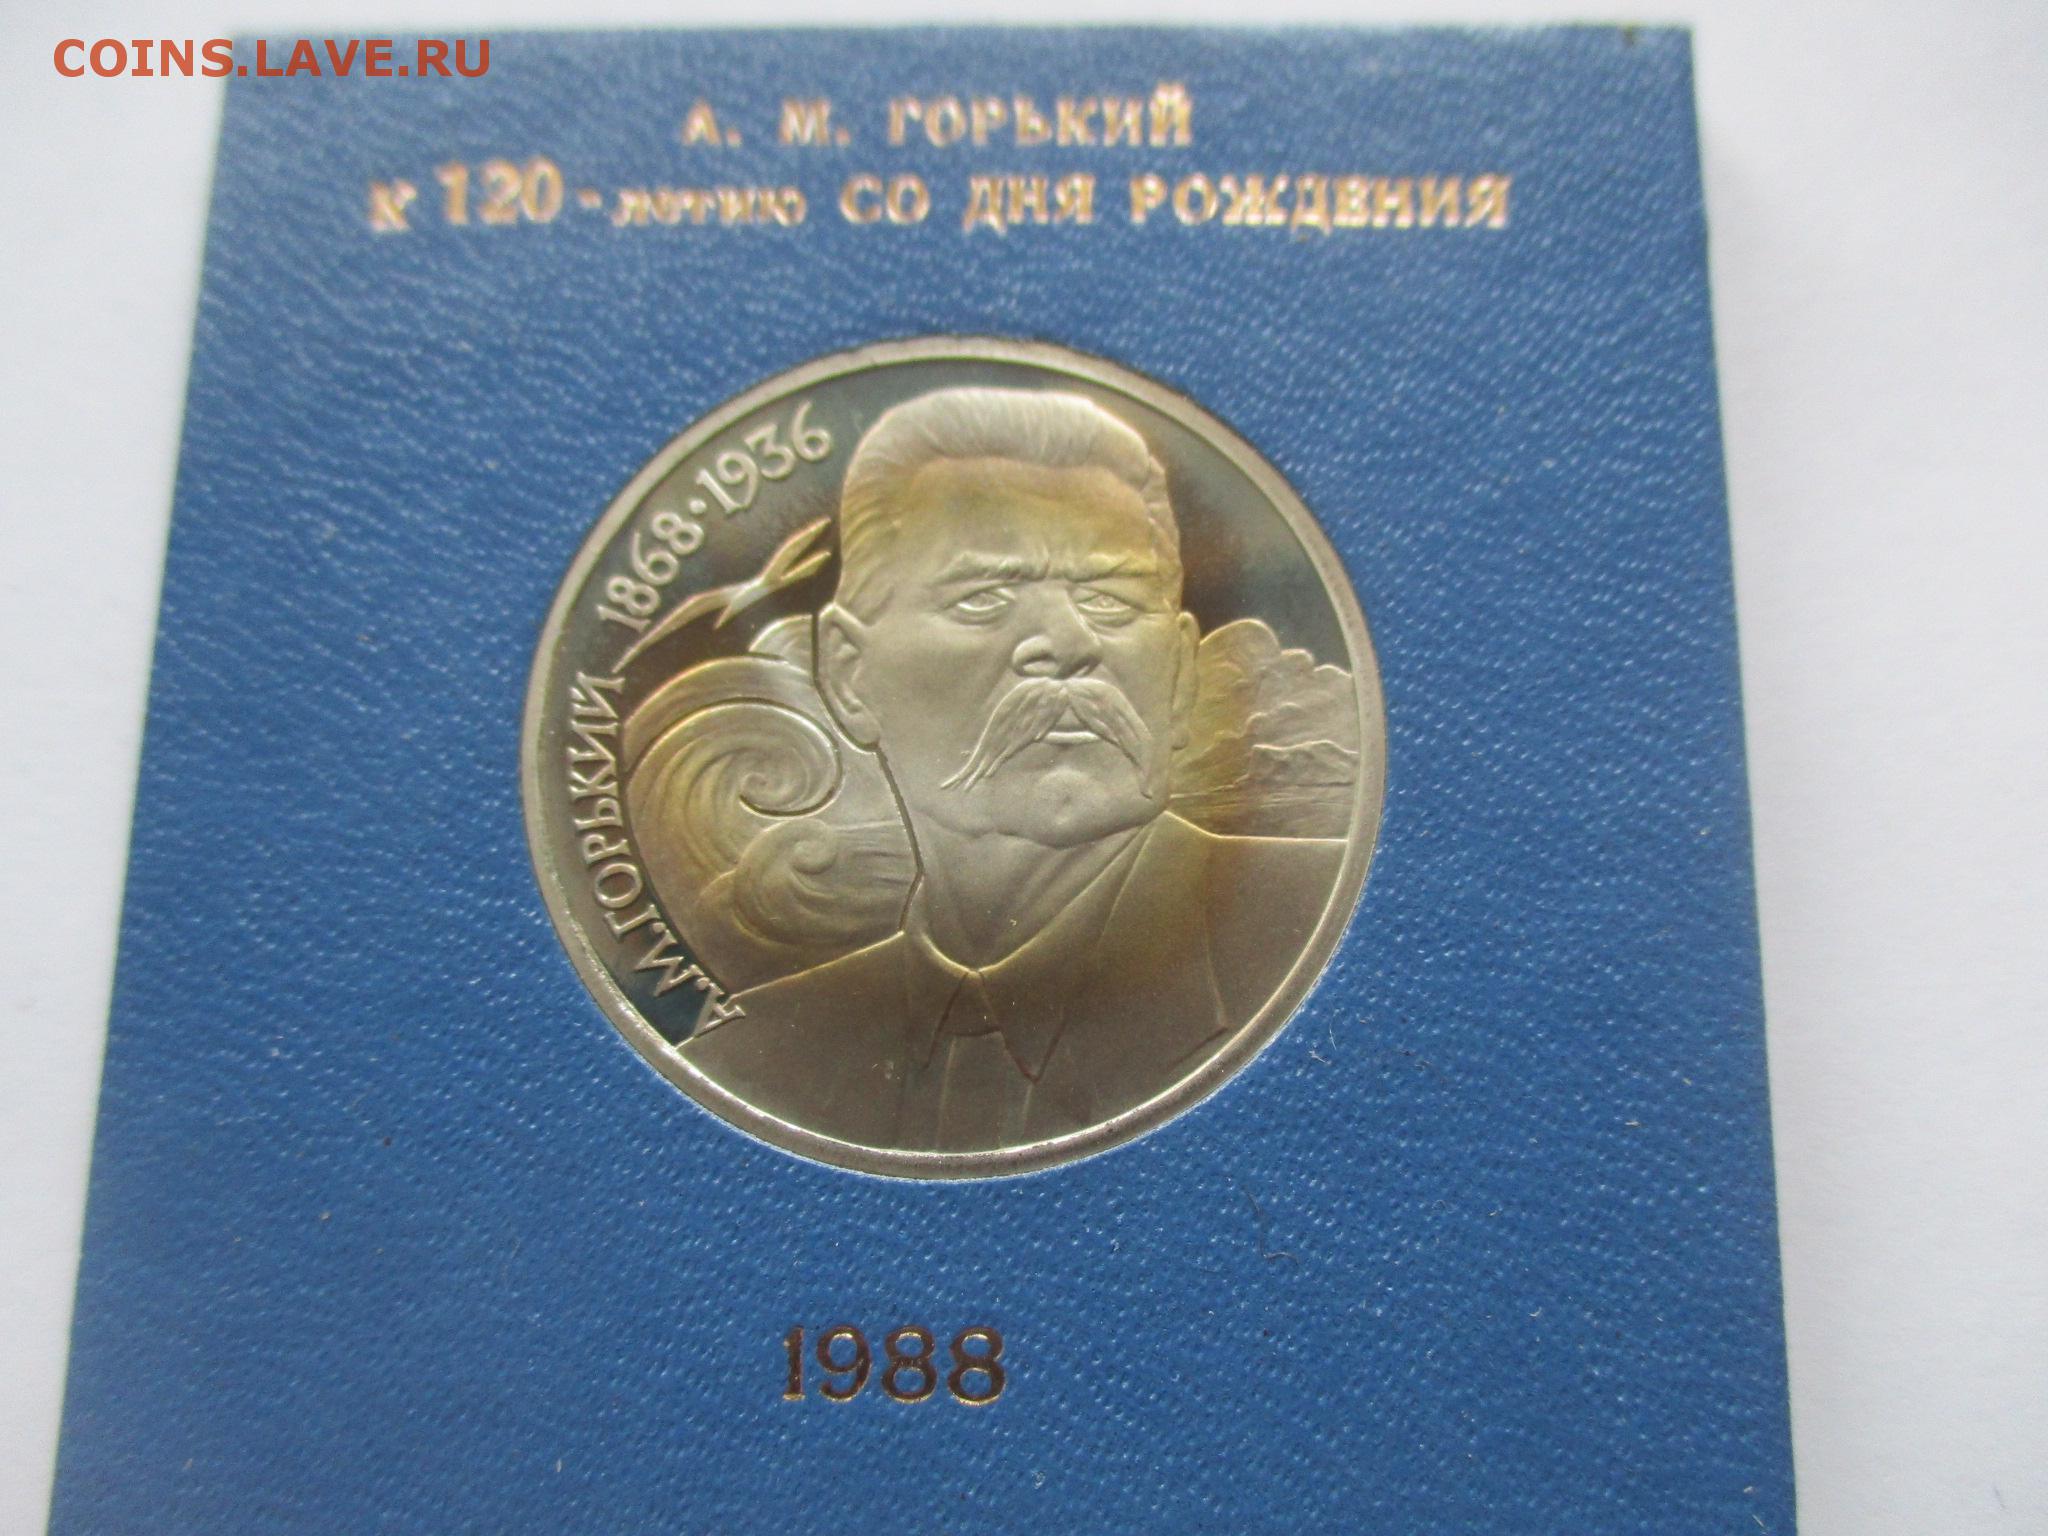 COINS.LAVE.RU
А. М. ГОРЬКИЙ
К 120-летию СО ДНЯ РОЖДЕНИЯ
А.М.ГОРЬКИЙ 1868·1936
1988